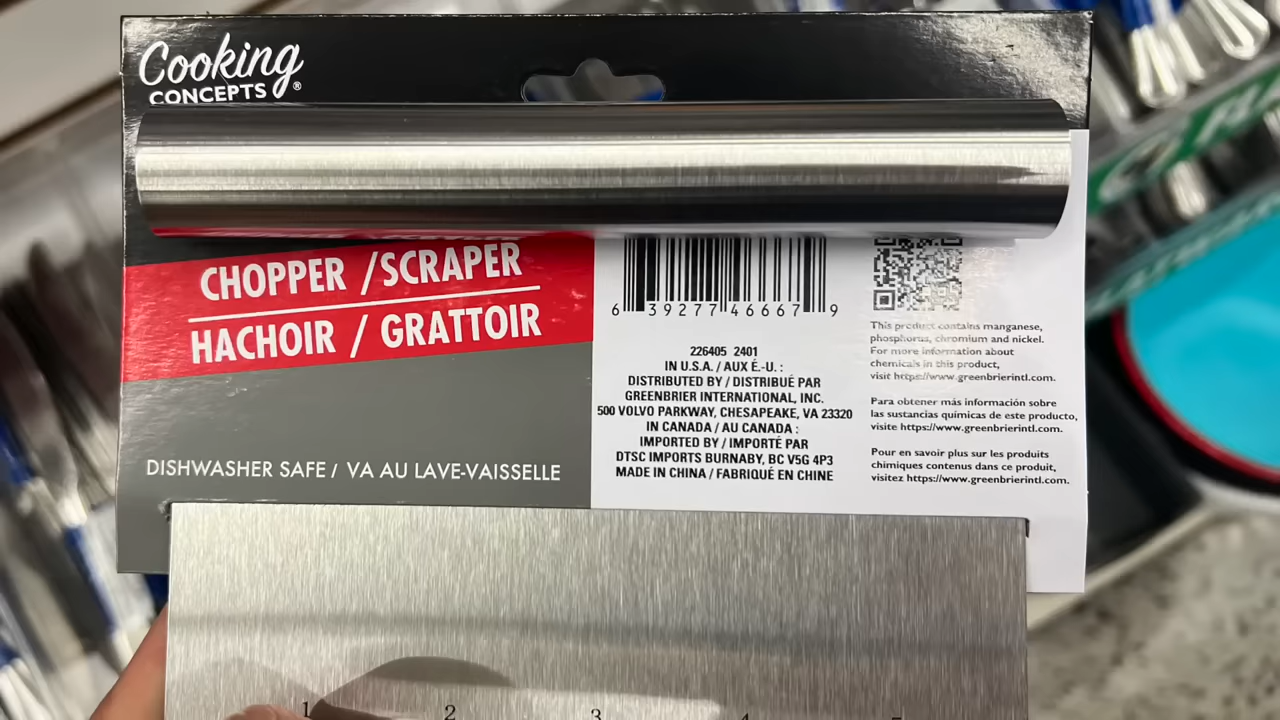 Cooking
CONCEPTS®
CHOPPER / SCRAPER
HACHOIR / GRATTOIR
DISHWASHER SAFE / VA AU LAVE-VAISSELLE
6 39277 46667 9
226405 2401
IN U.S.A. / AUX É.-U. :
DISTRIBUTED BY / DISTRIBUÉ PAR
GREENBRIER INTERNATIONAL, INC.
500 VOLVO PARKWAY, CHESAPEAKE, VA 23320
IN CANADA / AU CANADA :
IMPORTED BY / IMPORTÉ PAR
DTSC IMPORTS BURNABY, BC V5G 4P3
MADE IN CHINA / FABRIQUÉ EN CHINE
This product contains manganese,
phosphorus, chromium and nickel.
For more information about
chemicals in this product,
visit https://www.greenbrierintl.com.
Para obtener más información sobre
las sustancias químicas de este producto,
visite https://www.greenbrierintl.com.
Pour en savoir plus sur les produits
chimiques contenus dans ce produit,
visitez https://www.greenbrierintl.com.
1 2 3 4